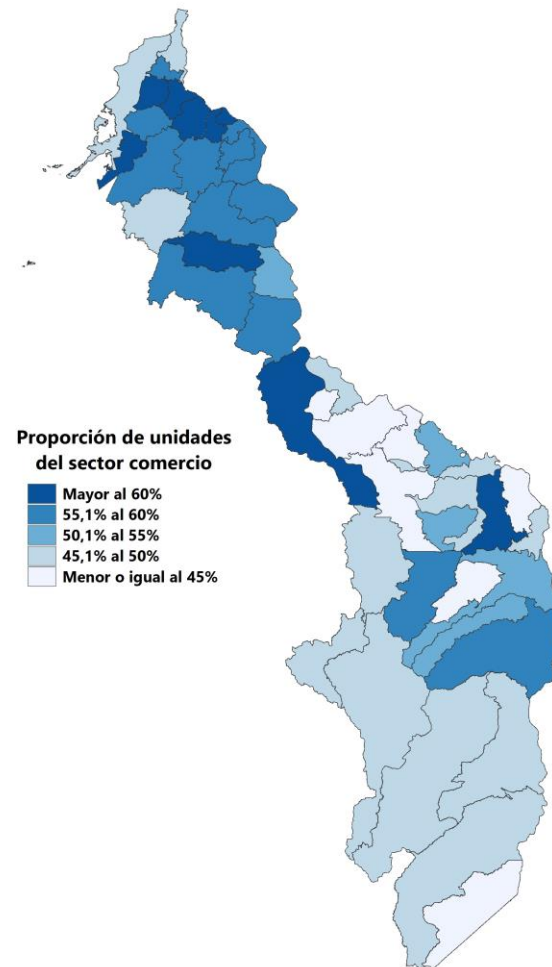 Proporción de unidades
del sector comercio
Mayor al 60%
55,1% al 60%
50,1% al 55%
45,1% al 50%
Menor o igual al 45%